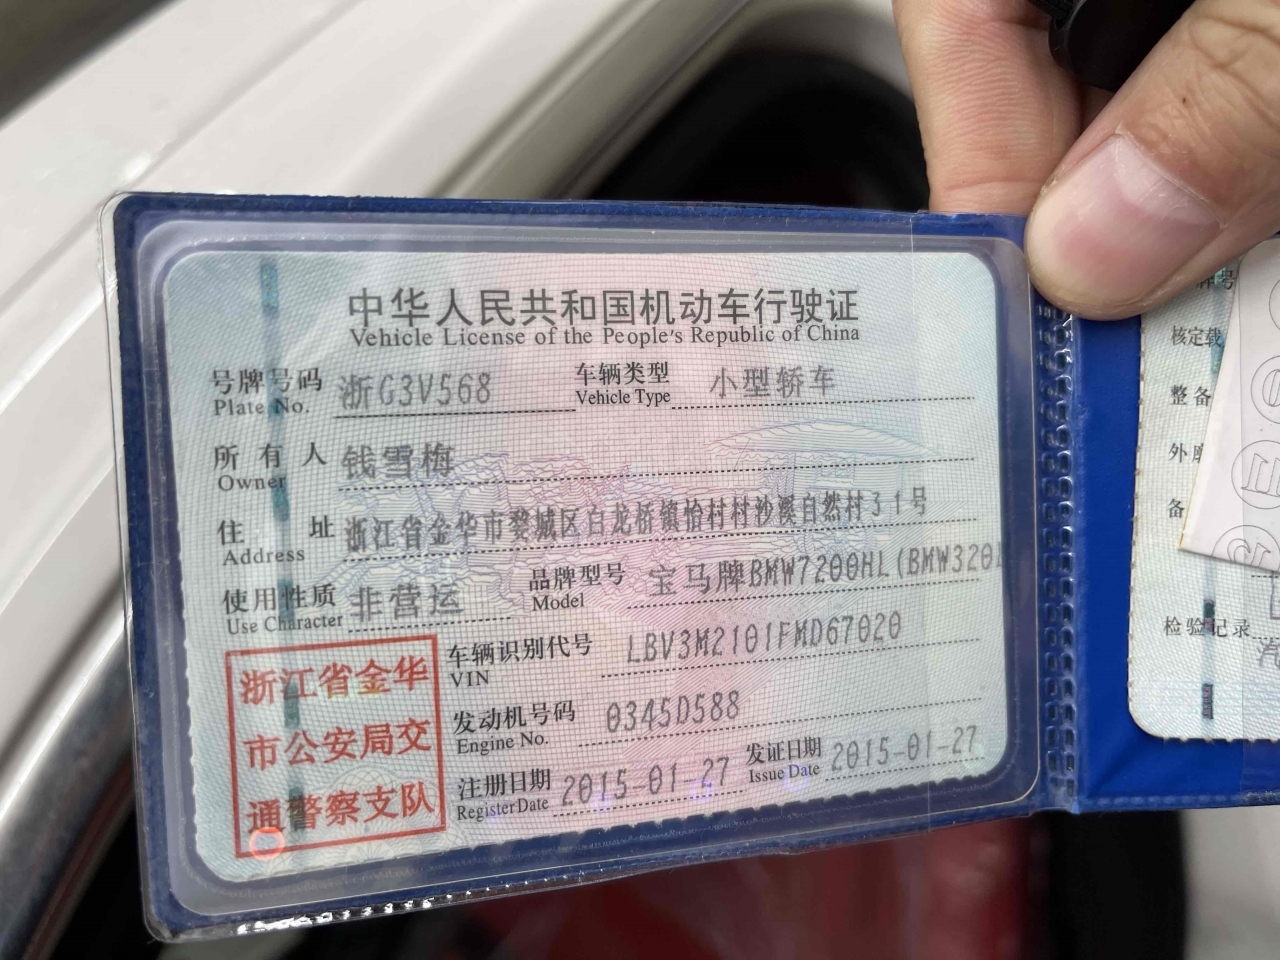 中华人民共和国机动车行驶证
Vehicle License of the People's Republic of China
号牌号码 浙G3V568 车辆类型 小型轿车
Plate No. Vehicle Type
所有人 钱雪梅
Owner
住址 浙江省金华市婺城区白龙桥镇恰村村沙溪自然村31号
Address
使用性质 非营运 品牌型号 宝马牌BMW7200HL(BMW320
Use Character Model
浙江省金华
市公安局交
通警察支队
车辆识别代号 LBV3M2101FMD67020
VIN
发动机号码 0345D588
Engine No.
注册日期 2015-01-27 发证日期 2015-01-27
Register Date Issue Date
牌号
核定载
整备
外
备
检验记录